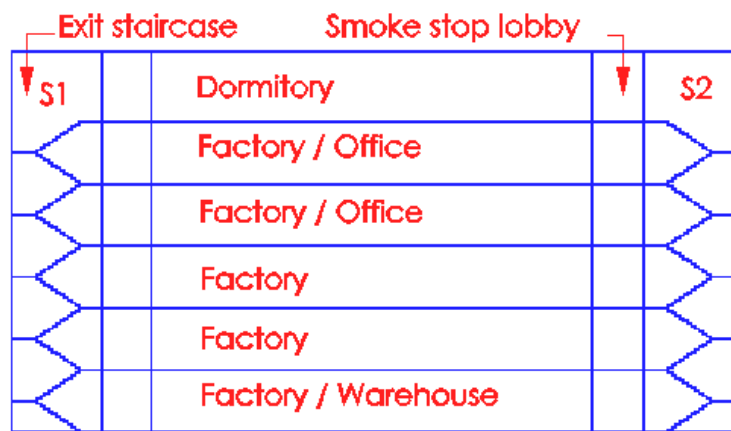 Exit staircase Smoke stop lobby
S1 Dormitory S2
Factory / Office
Factory / Office
Factory
Factory
Factory / Warehouse